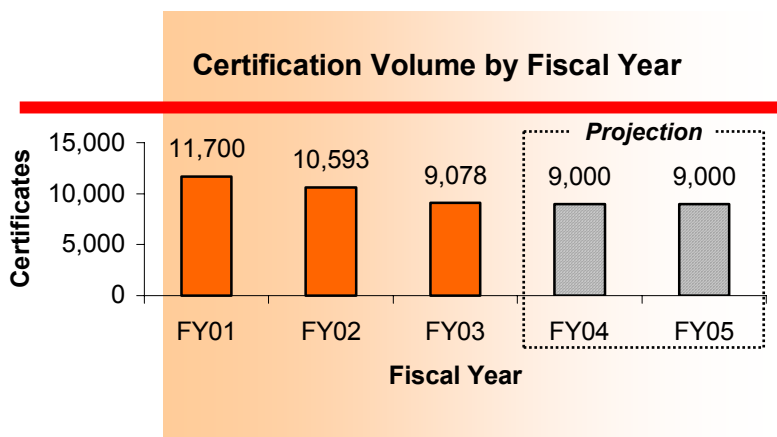 Certification Volume by Fiscal Year
Projection
15,000
10,000
5,000
0
Certificates
11,700
10,593
9,078
9,000
9,000
FY01
FY02
FY03
FY04
FY05
Fiscal Year